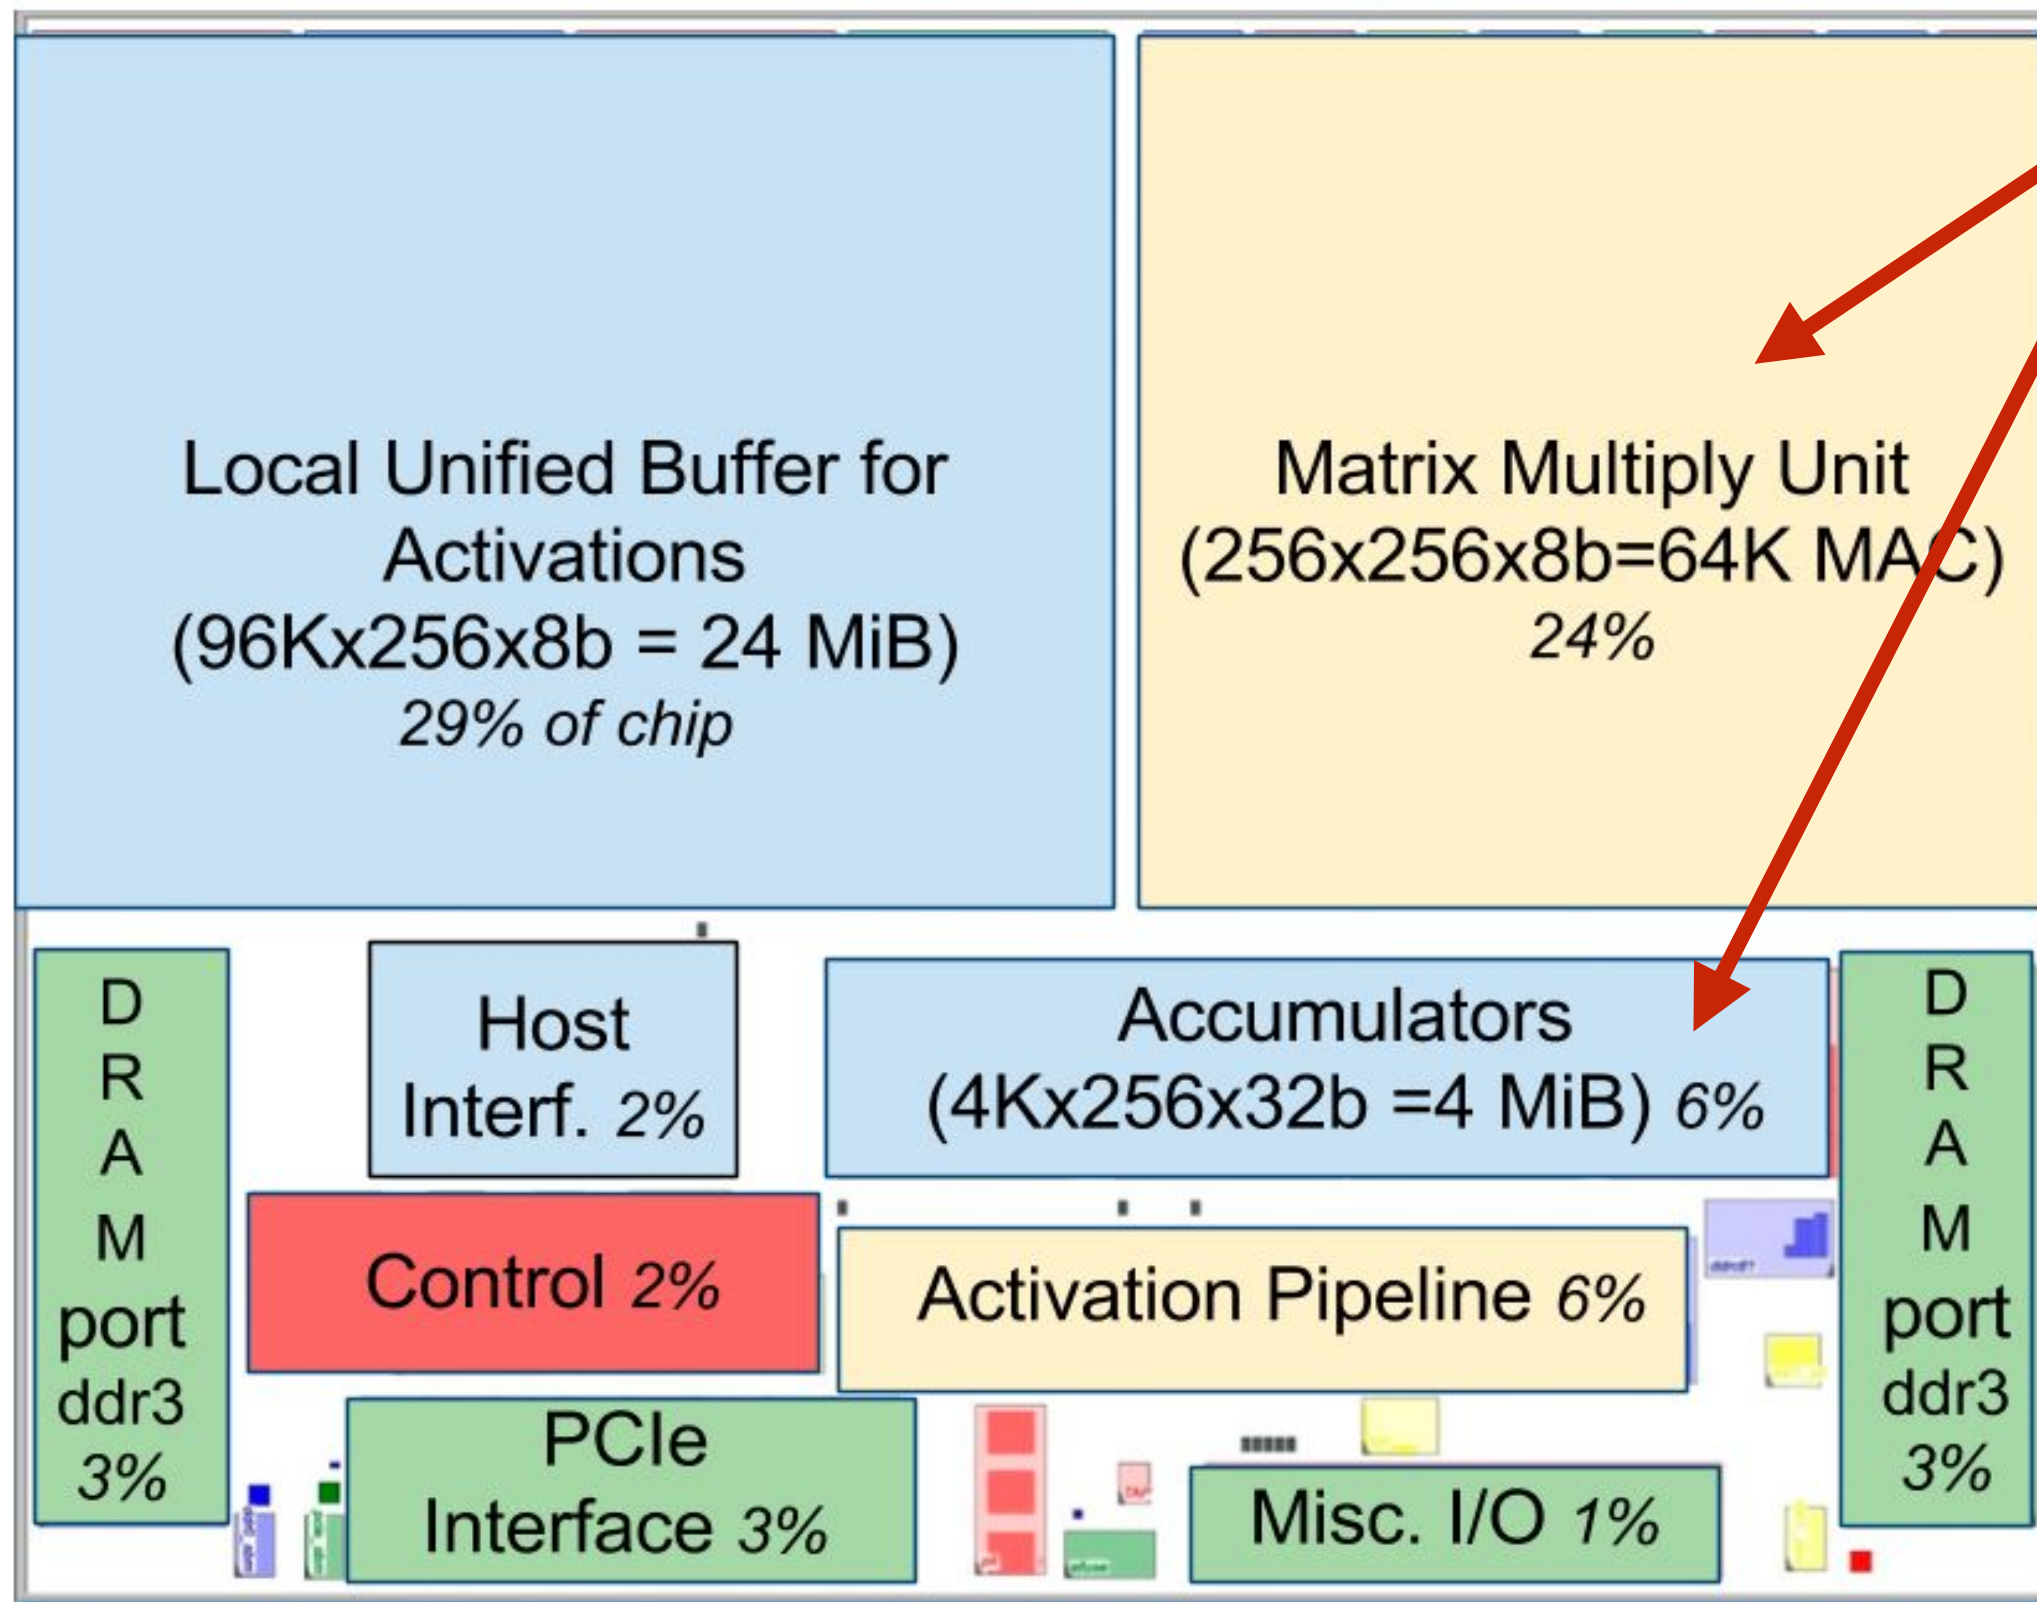 Local Unified Buffer for
Activations
(96Kx256x8b = 24 MiB)
29% of chip
Matrix Multiply Unit
(256x256x8b=64K MAC)
24%
D
R
A
M
port
ddr3
3%
Host
Interf. 2%
Accumulators
(4Kx256x32b =4 MiB) 6%
D
R
A
M
port
ddr3
3%
Control 2%
Activation Pipeline 6%
PCIe
Interface 3%
Misc. I/O 1%